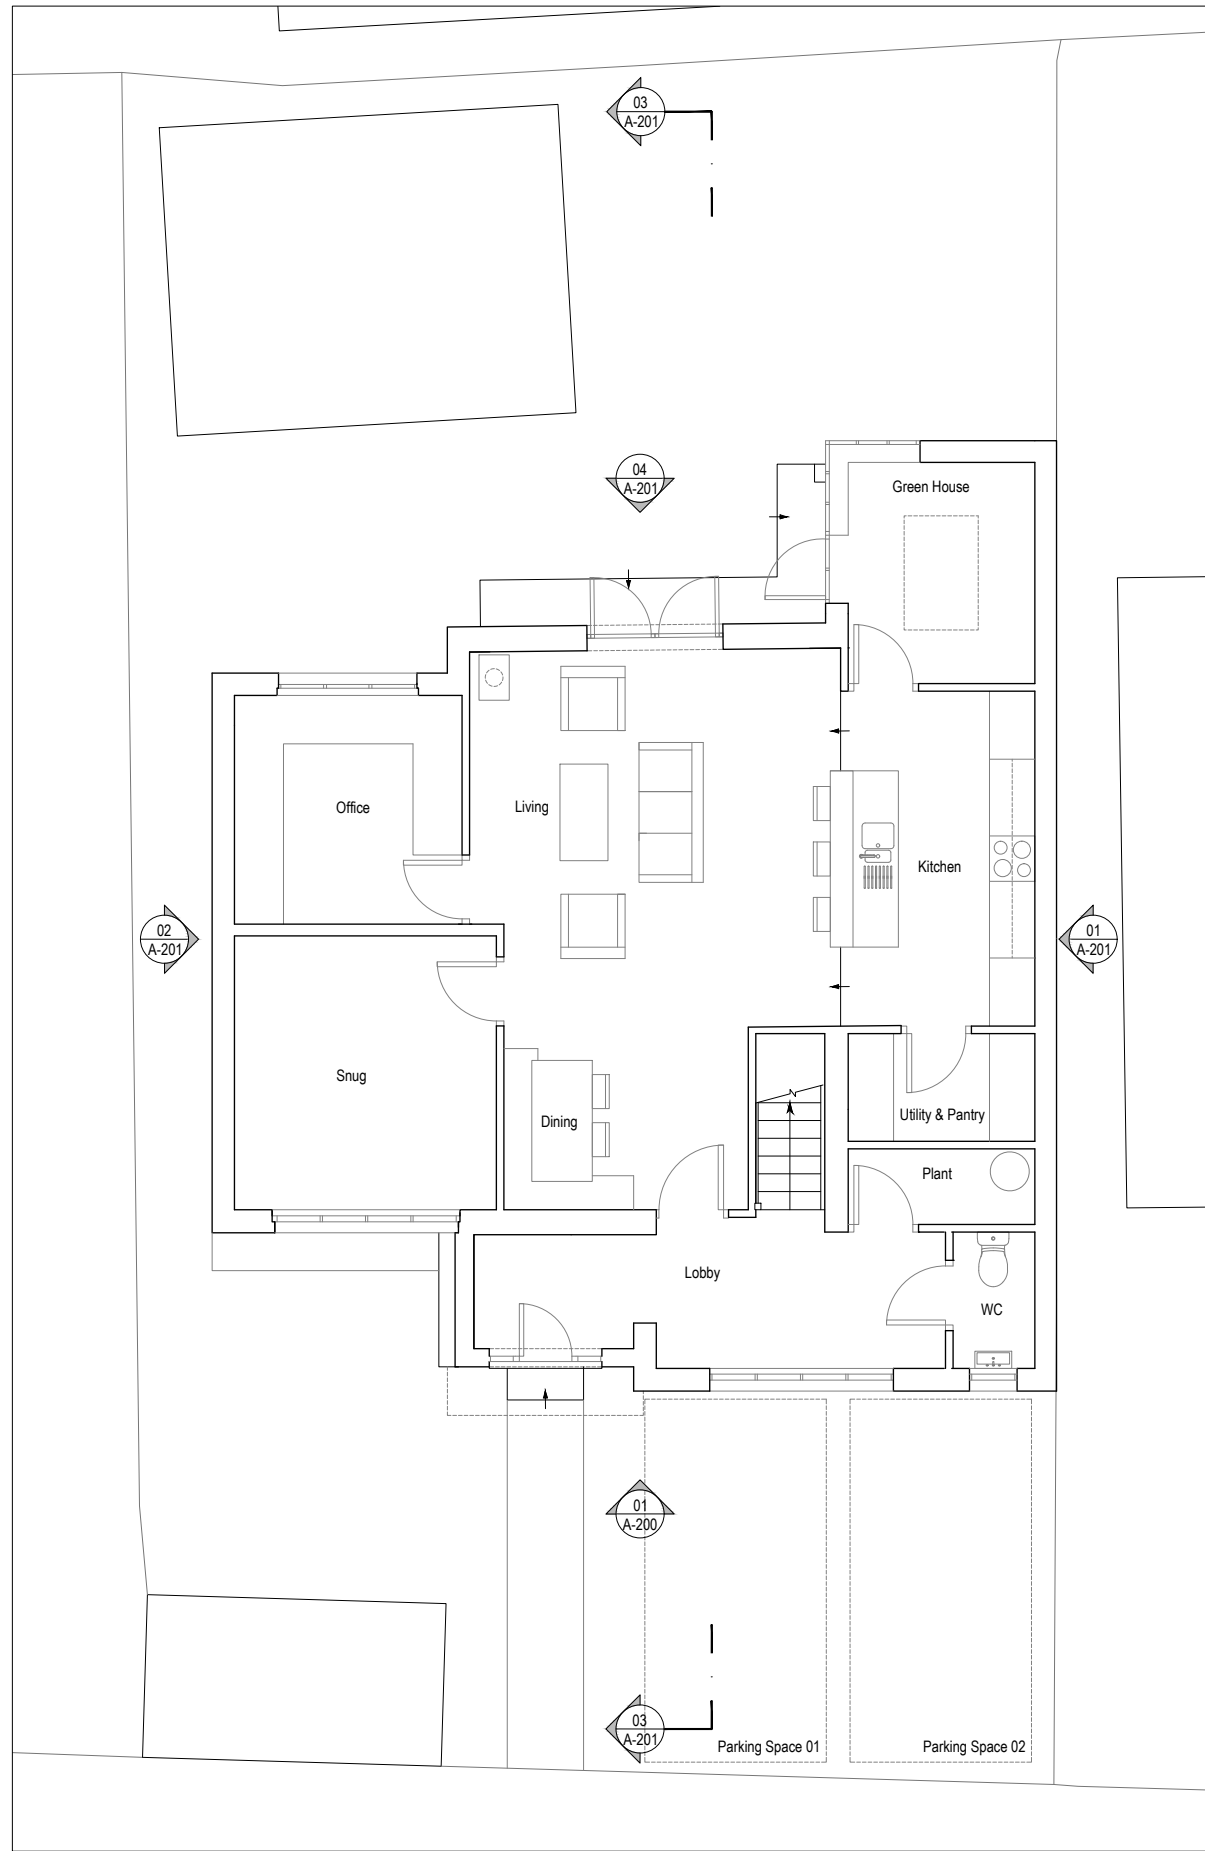 03
A-201
04
A-201
Green House
Office
Living
Kitchen
02
A-201
01
A-201
Snug
Dining
Utility & Pantry
Plant
Lobby
WC
01
A-200
03
A-201
Parking Space 01
Parking Space 02